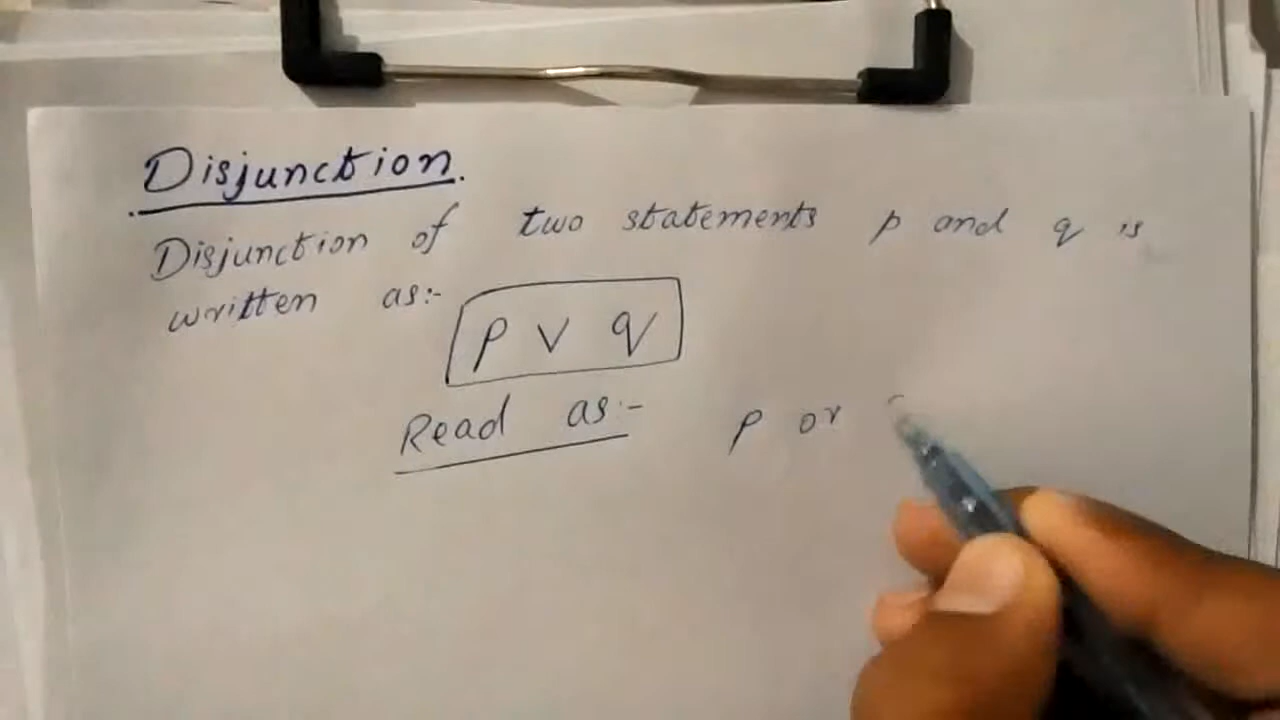 Disjunction.
Disjunction of two statements p and q is
written as:-
p ∨ q
Read as:- p or